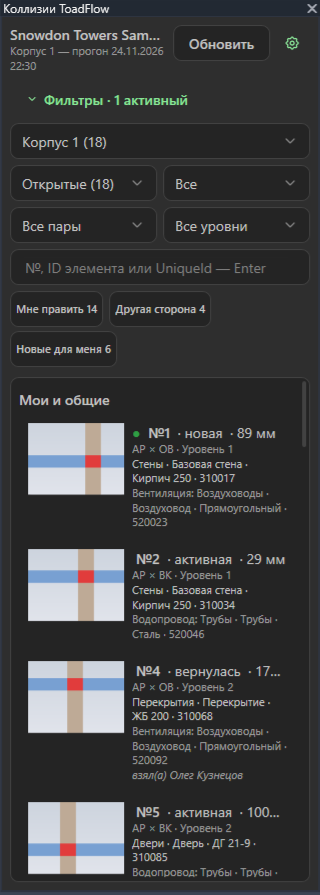 Коллизии ToadFlow
Snowdon Towers Sam...
Корпус 1 — прогон 24.11.2026
22:30
Обновить
Фильтры · 1 активный
Корпус 1 (18)
Открытые (18)
Все
Все пары
Все уровни
№, ID элемента или UniqueId — Enter
Мне править 14
Другая сторона 4
Новые для меня 6
Мои и общие
№1 · новая · 89 мм
АР × ОВ · Уровень 1
Стены · Базовая стена ·
Кирпич 250 · 310017
Вентиляция: Воздуховоды ·
Воздуховод · Прямоугольный ·
520023
№2 · активная · 29 мм
АР × ВК · Уровень 1
Стены · Базовая стена ·
Кирпич 250 · 310034
Водопровод: Трубы · Трубы ·
Сталь · 520046
№4 · вернулась · 17...
АР × ОВ · Уровень 2
Перекрытия · Перекрытие ·
ЖБ 200 · 310068
Вентиляция: Воздуховоды ·
Воздуховод · Прямоугольный ·
520092
взял(а) Олег Кузнецов
№5 · активная · 100...
АР × ВК · Уровень 2
Двери · Дверь · ДГ 21-9 ·
310085
Водопровод: Трубы · Трубы ·